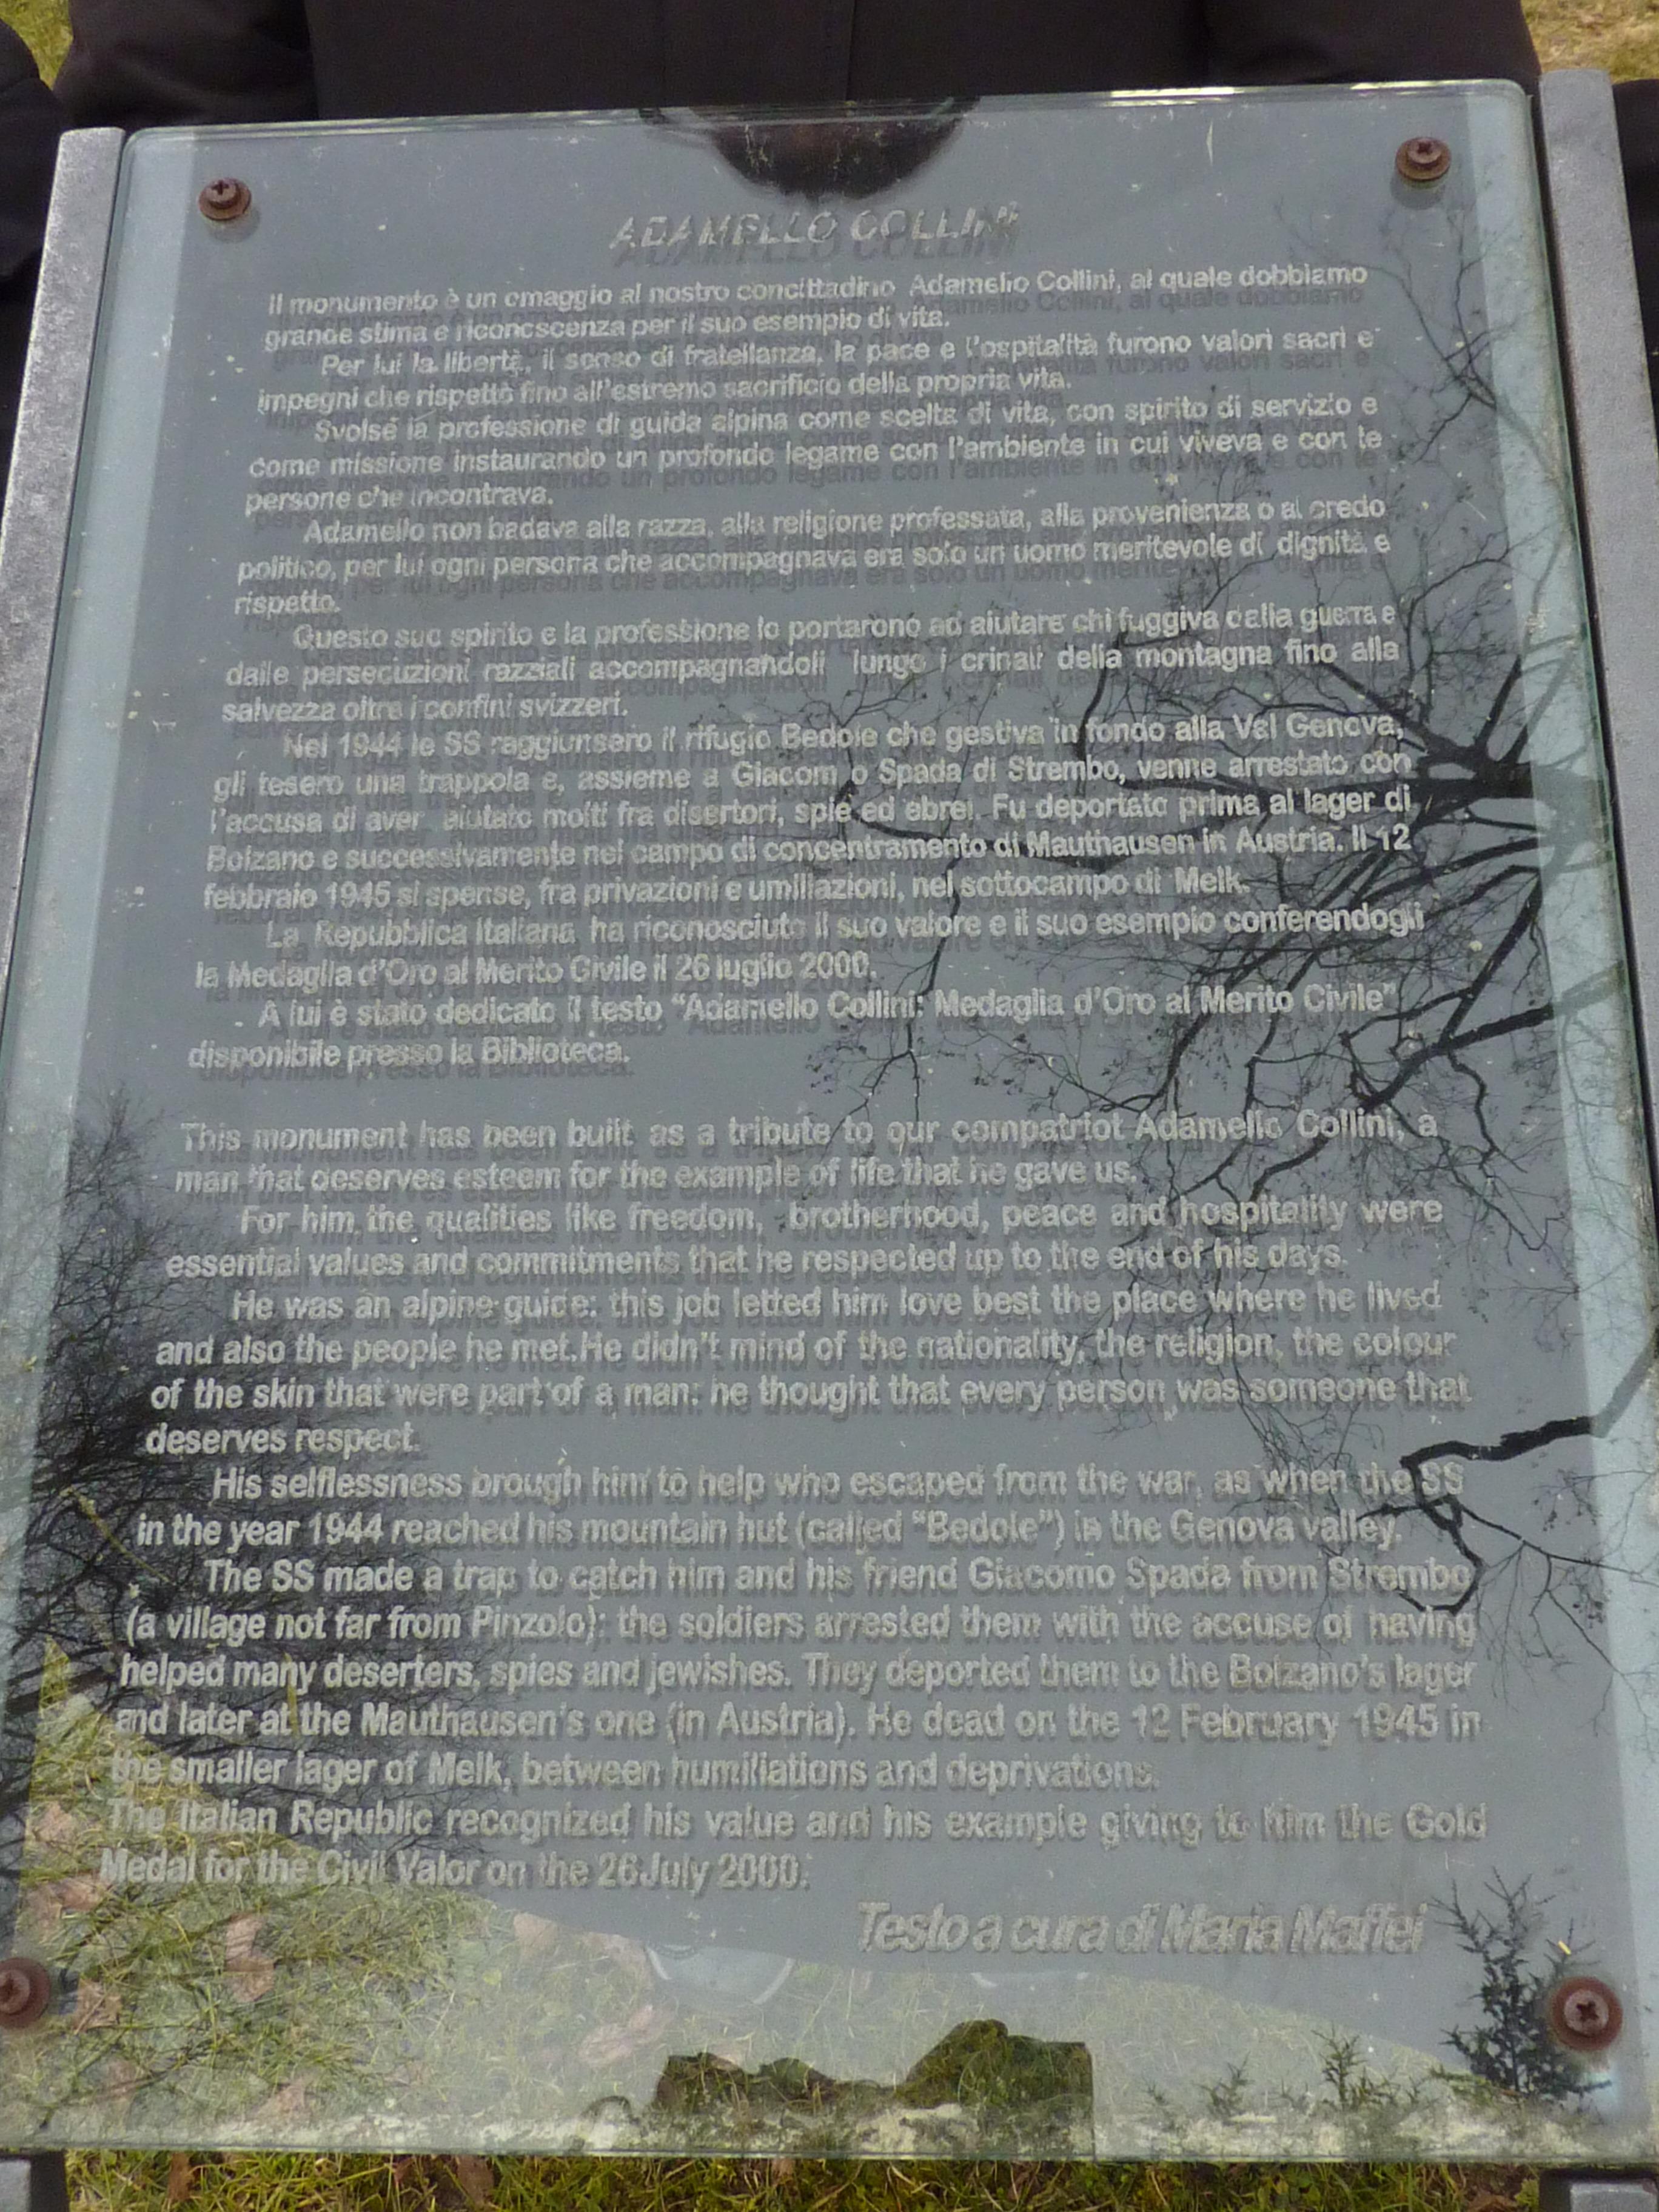 ADAMELLO COLLINI
Il monumento è un omaggio al nostro concittadino Adamello Collini, al quale dobbiamo
grande stima e riconoscenza per il suo esempio di vita.
Per lui la libertà, il senso di fratellanza, la pace e l'ospitalità furono valori sacri e
impegni che rispettò fino all'estremo sacrificio della propria vita.
Svolse la professione di guida alpina come scelta di vita, con spirito di servizio e
come missione instaurando un profondo legame con l'ambiente in cui viveva e con le
persone che incontrava.
Adamello non badava alla razza, alla religione professata, alla provenienza o al credo
politico, per lui ogni persona che accompagnava era solo un uomo meritevole di dignità e
rispetto.
Questo suo spirito e la professione lo portarono ad aiutare chi fuggiva dalla guerra e
dalle persecuzioni razziali accompagnandoli lungo i crinali della montagna fino alla
salvezza oltre i confini svizzeri.
Nel 1944 le SS raggiunsero il rifugio Bedole che gestiva in fondo alla Val Genova,
gli tesero una trappola e, assieme a Giacom o Spada di Strembo, venne arrestato con
l'accusa di aver aiutato molti fra disertori, spie ed ebrei. Fu deportato prima al lager di
Bolzano e successivamente nel campo di concentramento di Mauthausen in Austria. Il 12
febbraio 1945 si spense, fra privazioni e umiliazioni, nel sottocampo di Melk.
La Repubblica Italiana ha riconosciuto il suo valore e il suo esempio conferendogli
la Medaglia d'Oro al Merito Civile il 26 luglio 2000.
A lui è stato dedicato il testo "Adamello Collini: Medaglia d'Oro al Merito Civile"
disponibile presso la Biblioteca.
This monument has been built as a tribute to our compatriot Adamello Collini, a
man that deserves esteem for the example of life that he gave us.
For him the qualities like freedom, brotherhood, peace and hospitality were
essential values and commitments that he respected up to the end of his days.
He was an alpine guide: this job letted him love best the place where he lived
and also the people he met.He didn't mind of the nationality, the religion, the colour
of the skin that were part of a man: he thought that every person was someone that
deserves respect.
His selflessness brough him to help who escaped from the war, as when the SS
in the year 1944 reached his mountain hut (called "Bedole") in the Genova valley.
The SS made a trap to catch him and his friend Giacomo Spada from Strembo
(a village not far from Pinzolo): the soldiers arrested them with the accuse of having
helped many deserters, spies and jewishes. They deported them to the Bolzano's lager
and later at the Mauthausen's one (in Austria). He dead on the 12 February 1945 in
the smaller lager of Melk, between humiliations and deprivations.
The Italian Republic recognized his value and his example giving to him the Gold
Medal for the Civil Valor on the 26 July 2000.
Testo a cura di Maria Maffei